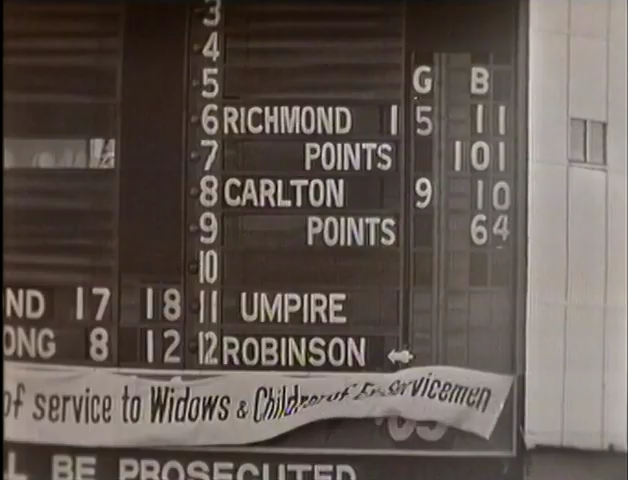 3
4
5 G B
6 RICHMOND 15 11
7 POINTS 101
8 CARLTON 9 10
9 POINTS 64
10
ND 17 18 11 UMPIRE
ONG 8 12 12 ROBINSON
of service to Widows & Children of Ex-Servicemen
L BE PROSECUTED